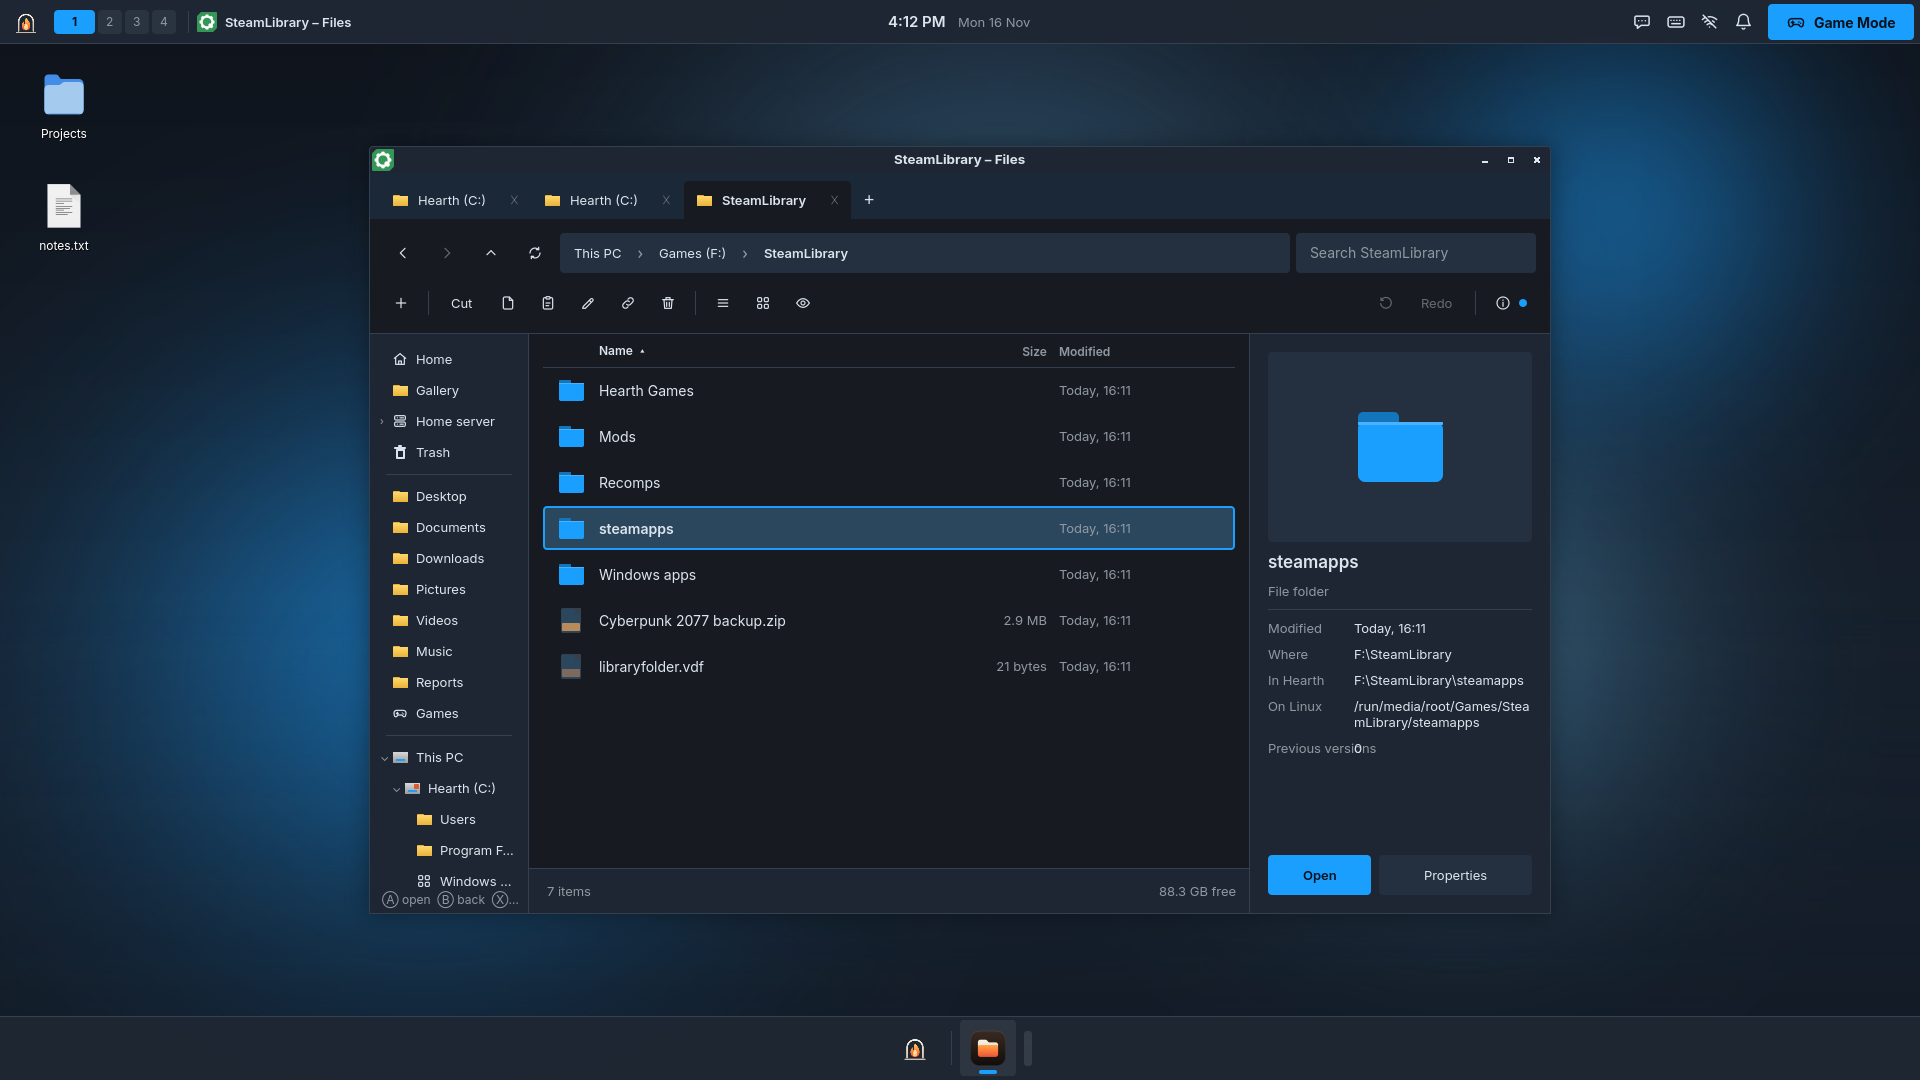 1 2 3 4 SteamLibrary – Files 4:12 PM Mon 16 Nov Game Mode
Projects
notes.txt
SteamLibrary – Files
Hearth (C:) X Hearth (C:) X SteamLibrary X +
This PC › Games (F:) › SteamLibrary Search SteamLibrary
Cut Redo
Home
Gallery
Home server
Trash
Desktop
Documents
Downloads
Pictures
Videos
Music
Reports
Games
This PC
Hearth (C:)
Users
Program F...
Windows ...
A open B back X...
Name Size Modified
Hearth Games Today, 16:11
Mods Today, 16:11
Recomps Today, 16:11
steamapps Today, 16:11
Windows apps Today, 16:11
Cyberpunk 2077 backup.zip 2.9 MB Today, 16:11
libraryfolder.vdf 21 bytes Today, 16:11
7 items 88.3 GB free
steamapps
File folder
Modified Today, 16:11
Where F:\SteamLibrary
In Hearth F:\SteamLibrary\steamapps
On Linux /run/media/root/Games/Stea
mLibrary/steamapps
Previous versions 0
Open Properties